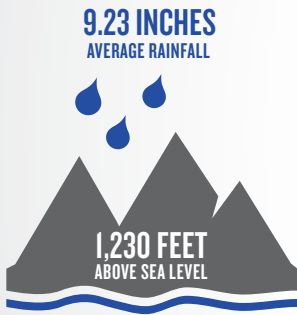 9.23 INCHES
AVERAGE RAINFALL
1,230 FEET
ABOVE SEA LEVEL